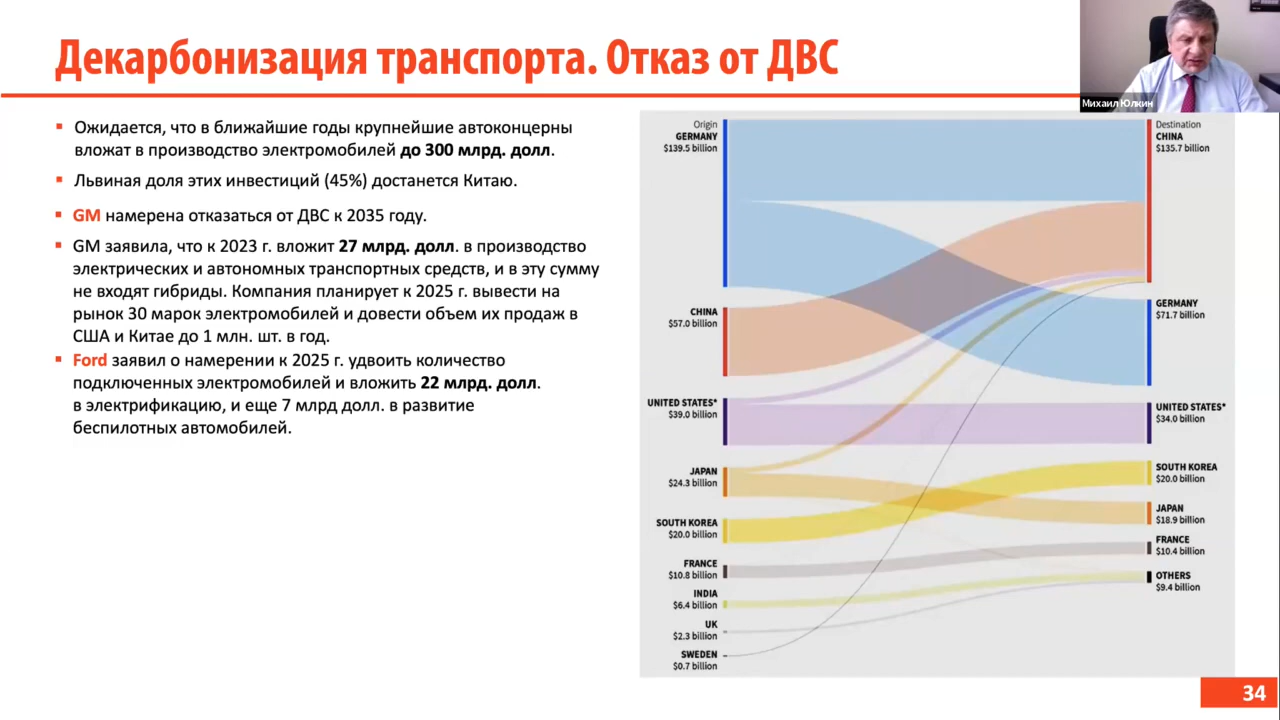 Декарбонизация транспорта. Отказ от ДВС
Михаил Юлкин
▪ Ожидается, что в ближайшие годы крупнейшие автоконцерны
вложат в производство электромобилей до 300 млрд. долл.
▪ Львиная доля этих инвестиций (45%) достанется Китаю.
▪ GM намерена отказаться от ДВС к 2035 году.
▪ GM заявила, что к 2023 г. вложит 27 млрд. долл. в производство
электрических и автономных транспортных средств, и в эту сумму
не входят гибриды. Компания планирует к 2025 г. вывести на
рынок 30 марок электромобилей и довести объем их продаж в
США и Китае до 1 млн. шт. в год.
▪ Ford заявил о намерении к 2025 г. удвоить количество
подключенных электромобилей и вложить 22 млрд. долл.
в электрификацию, и еще 7 млрд долл. в развитие
беспилотных автомобилей.
Origin
GERMANY
$139.5 billion
CHINA
$57.0 billion
UNITED STATES*
$39.0 billion
JAPAN
$24.3 billion
SOUTH KOREA
$20.0 billion
FRANCE
$10.8 billion
INDIA
$6.4 billion
UK
$2.3 billion
SWEDEN
$0.7 billion
Destination
CHINA
$135.7 billion
GERMANY
$71.7 billion
UNITED STATES*
$34.0 billion
SOUTH KOREA
$20.0 billion
JAPAN
$18.9 billion
FRANCE
$10.4 billion
OTHERS
$9.4 billion
34